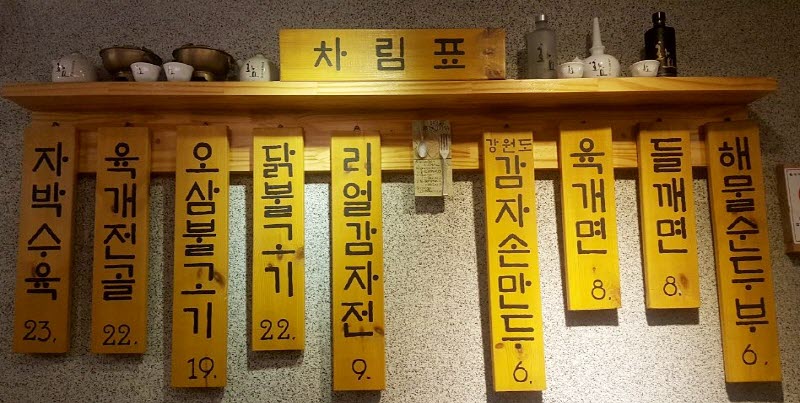 차림표
자박수육
23.
육개전골
22.
오삼불고기
19.
닭불고기
22.
리얼감자전
9.
강원도
감자손만두
6.
육개면
8.
들깨면
8.
해물순두부
6.